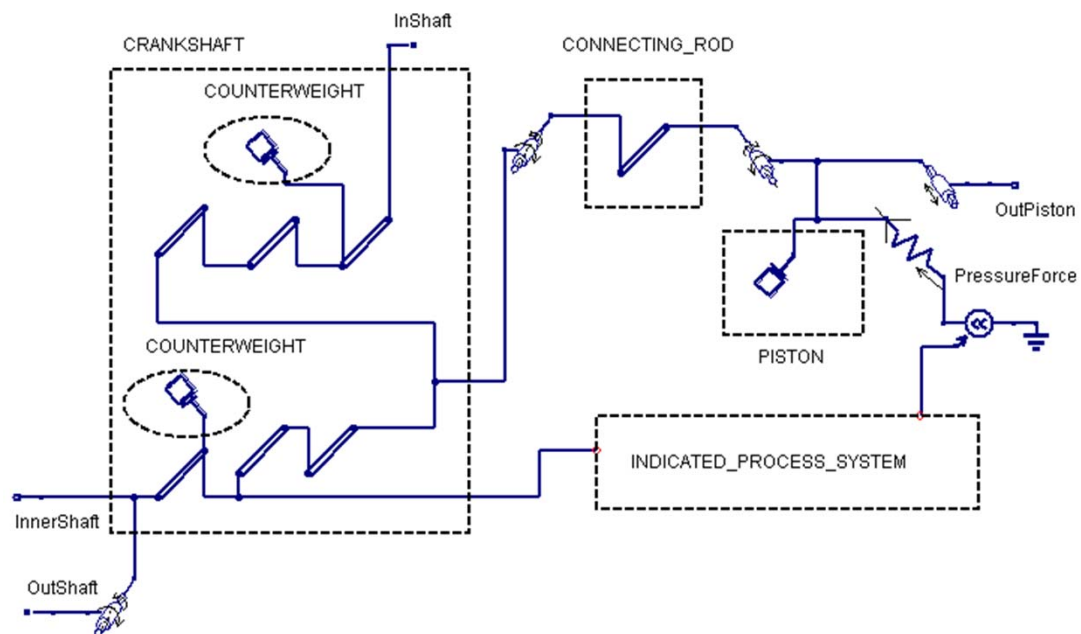 InShaft
CRANKSHAFT
CONNECTING_ROD
COUNTERWEIGHT
OutPiston
PressureForce
COUNTERWEIGHT
PISTON
INDICATED_PROCESS_SYSTEM
InnerShaft
OutShaft